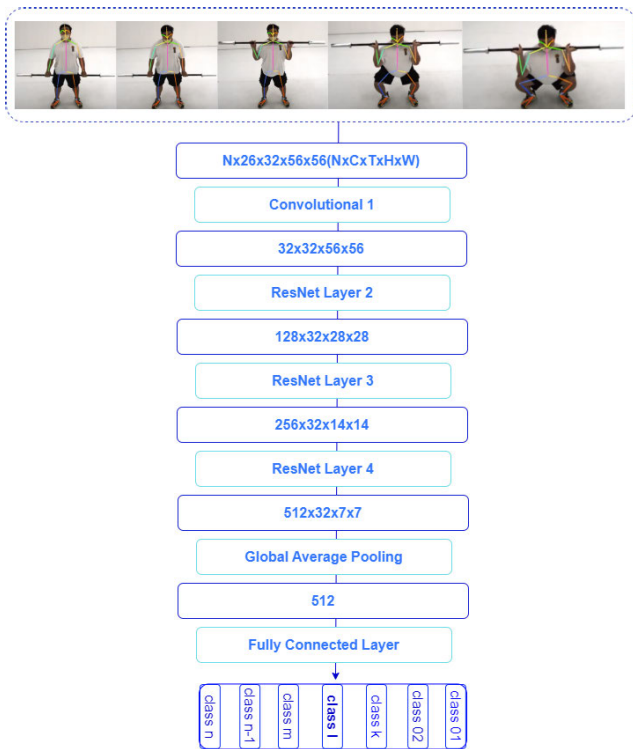 Nx26x32x56x56(NxCxTxHxW)
Convolutional 1
32x32x56x56
ResNet Layer 2
128x32x28x28
ResNet Layer 3
256x32x14x14
ResNet Layer 4
512x32x7x7
Global Average Pooling
512
Fully Connected Layer
class n
class n-1
class m
class l
class k
class 02
class 01